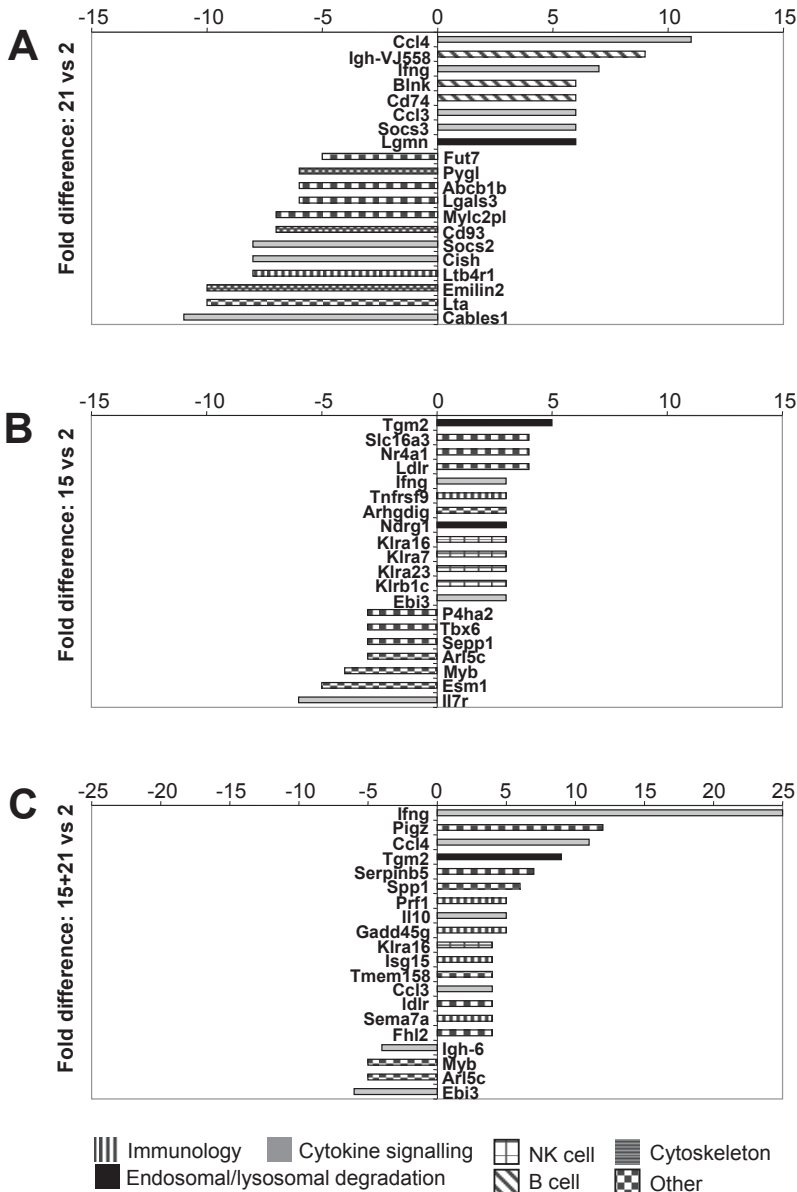 -15 -10 -5 0 5 10 15
A
Fold difference: 21 vs 2
Ccl4
Igh-VJ558
Ifng
Blnk
Cd74
Ccl3
Socs3
Lgmn
Fut7
Pygl
Abcb1b
Lgals3
Mylc2pl
Cd93
Socs2
Cish
Ltb4r1
Emilin2
Lta
Cables1
-15 -10 -5 0 5 10 15
B
Fold difference: 15 vs 2
Tgm2
Slc16a3
Nr4a1
Ldlr
Ifng
Tnfrsf9
Arhgdig
Ndrg1
Klra16
Klra7
Klra23
Klrb1c
Ebi3
P4ha2
Tbx6
Sepp1
Arl5c
Myb
Esm1
Il7r
-25 -20 -15 -10 -5 0 5 10 15 20 25
C
Fold difference: 15+21 vs 2
Ifng
Pigz
Ccl4
Tgm2
Serpinb5
Spp1
Prf1
Il10
Gadd45g
Klra16
Isg15
Tmem158
Ccl3
ldlr
Sema7a
Fhl2
Igh-6
Myb
Arl5c
Ebi3
Immunology Cytokine signalling NK cell Cytoskeleton
Endosomal/lysosomal degradation B cell Other